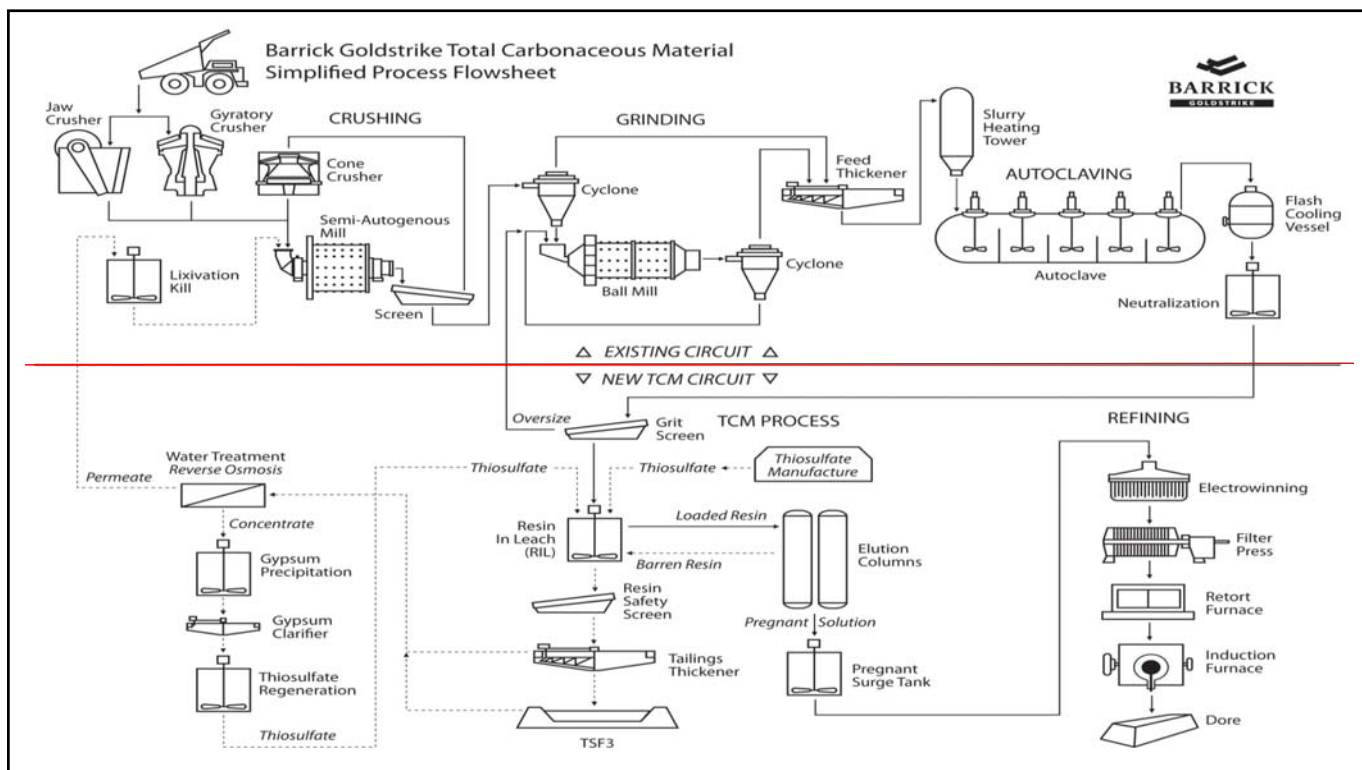 Barrick Goldstrike Total Carbonaceous Material
Simplified Process Flowsheet
BARRICK
GOLDSTRIKE
Jaw
Crusher
Gyratory
Crusher
CRUSHING
Cone
Crusher
Semi-Autogenous
Mill
Lixivation
Kill
Screen
GRINDING
Cyclone
Ball Mill
Cyclone
Feed
Thickener
Slurry
Heating
Tower
AUTOCLAVING
Autoclave
Flash
Cooling
Vessel
Neutralization
△ EXISTING CIRCUIT △
▽ NEW TCM CIRCUIT ▽
Oversize
Grit
Screen
TCM PROCESS
REFINING
Water Treatment
Reverse Osmosis
Permeate
Concentrate
Gypsum
Precipitation
Gypsum
Clarifier
Thiosulfate
Regeneration
Thiosulfate
Thiosulfate
Thiosulfate
Thiosulfate
Manufacture
Resin
In Leach
(RIL)
Loaded Resin
Barren Resin
Elution
Columns
Resin
Safety
Screen
Pregnant Solution
Tailings
Thickener
Pregnant
Surge Tank
TSF3
Electrowinning
Filter
Press
Retort
Furnace
Induction
Furnace
Dore